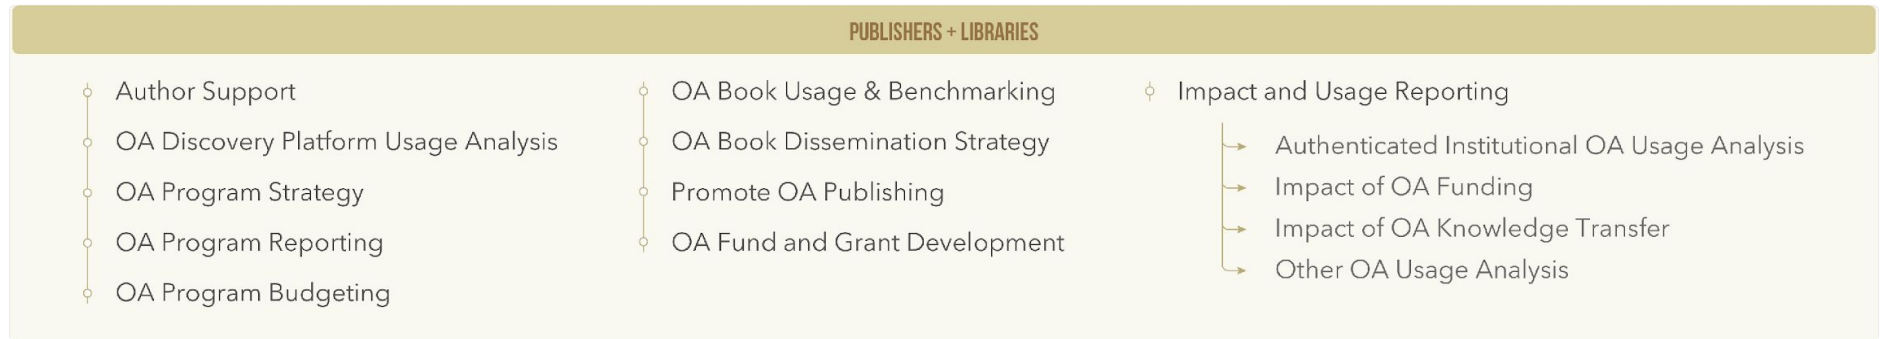 PUBLISHERS + LIBRARIES
Author Support
OA Discovery Platform Usage Analysis
OA Program Strategy
OA Program Reporting
OA Program Budgeting
OA Book Usage & Benchmarking
OA Book Dissemination Strategy
Promote OA Publishing
OA Fund and Grant Development
Impact and Usage Reporting
Authenticated Institutional OA Usage Analysis
Impact of OA Funding
Impact of OA Knowledge Transfer
Other OA Usage Analysis